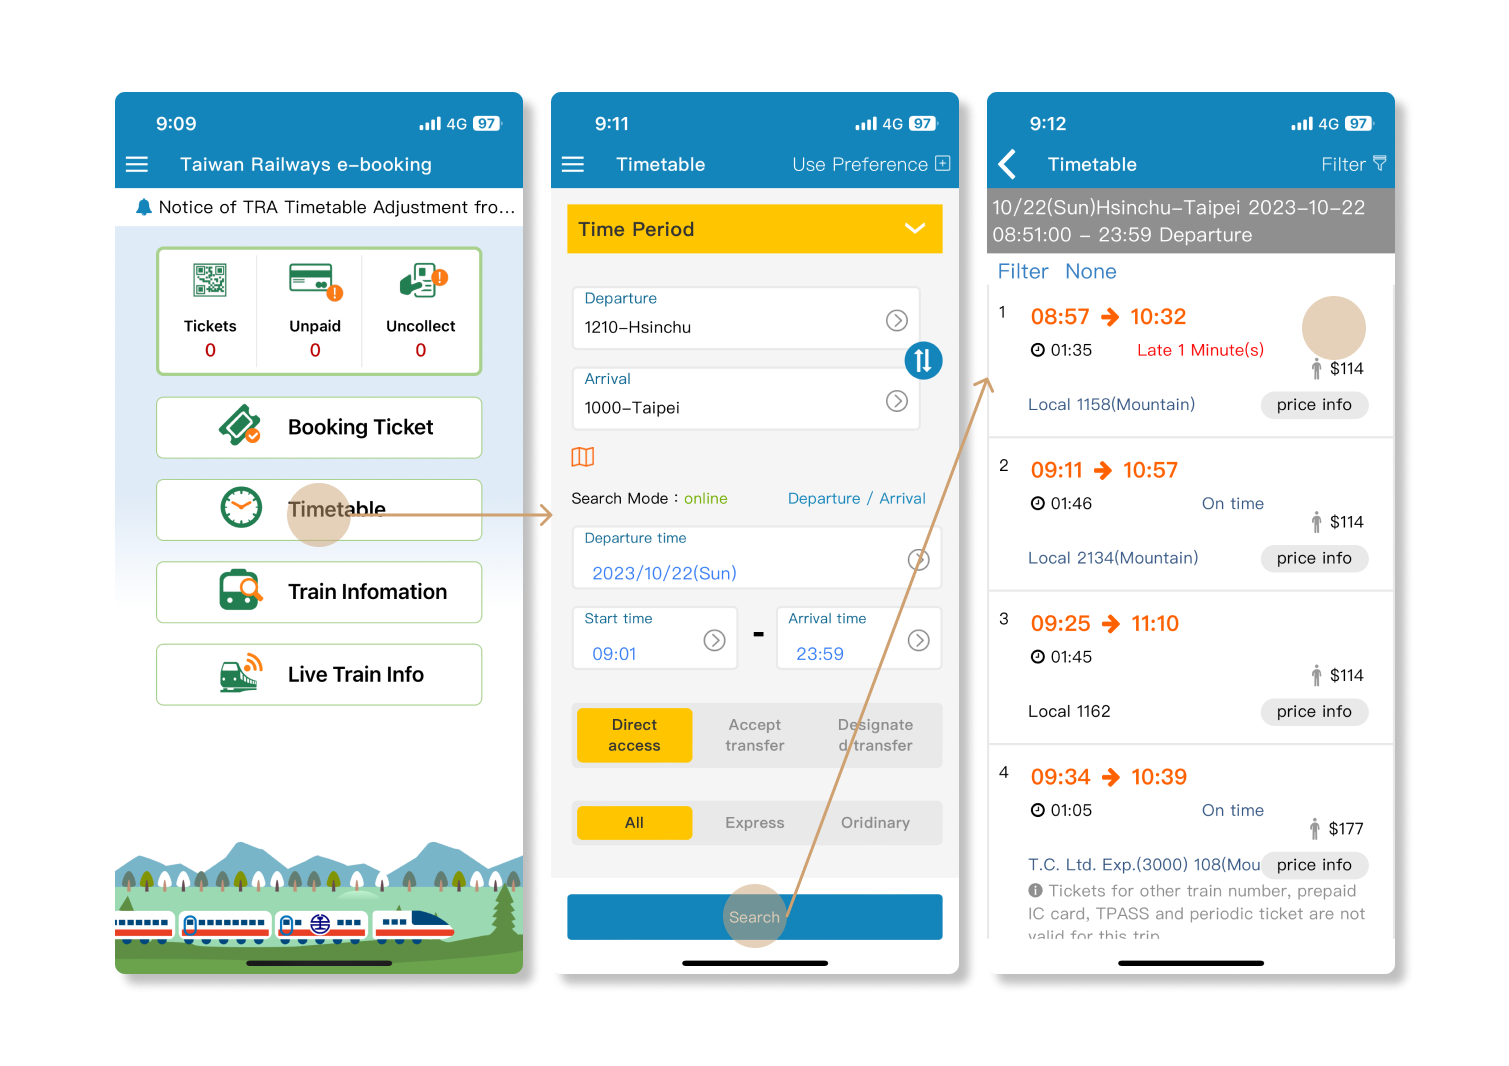 9:09
4G 97
Taiwan Railways e-booking
Notice of TRA Timetable Adjustment fro...
Tickets
0
Unpaid
0
Uncollect
0
Booking Ticket
Timetable
Train Infomation
Live Train Info
9:11
4G 97
Timetable
Use Preference
Time Period
Departure
1210-Hsinchu
Arrival
1000-Taipei
Search Mode : online
Departure / Arrival
Departure time
2023/10/22(Sun)
Start time
09:01
-
Arrival time
23:59
Direct
access
Accept
transfer
Designate
d transfer
All
Express
Oridinary
Search
9:12
4G 97
Timetable
Filter
10/22(Sun)Hsinchu-Taipei 2023-10-22
08:51:00 - 23:59 Departure
Filter None
1
08:57 → 10:32
01:35
Late 1 Minute(s)
$114
Local 1158(Mountain)
price info
2
09:11 → 10:57
01:46
On time
$114
Local 2134(Mountain)
price info
3
09:25 → 11:10
01:45
$114
Local 1162
price info
4
09:34 → 10:39
01:05
On time
$177
T.C. Ltd. Exp.(3000) 108(Mou
price info
Tickets for other train number, prepaid
IC card, TPASS and periodic ticket are not
valid for this trip